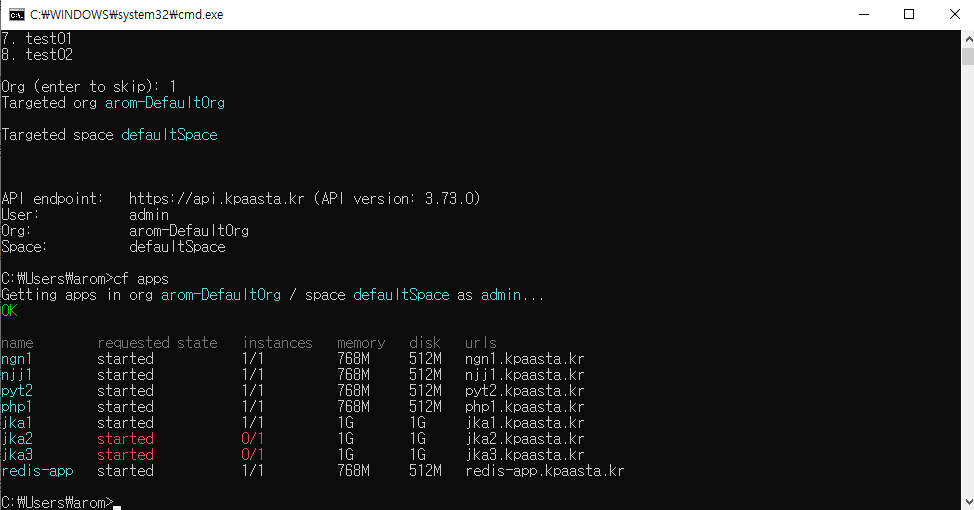 C:₩WINDOWS₩system32₩cmd.exe
7. test01
8. test02
Org (enter to skip): 1
Targeted org arom-DefaultOrg
Targeted space defaultSpace
API endpoint: https://api.kpaasta.kr (API version: 3.73.0)
User: admin
Org: arom-DefaultOrg
Space: defaultSpace
C:₩Users₩arom>cf apps
Getting apps in org arom-DefaultOrg / space defaultSpace as admin...
OK
name requested state instances memory disk urls
ngn1 started 1/1 768M 512M ngn1.kpaasta.kr
njj1 started 1/1 768M 512M njj1.kpaasta.kr
pyt2 started 1/1 768M 512M pyt2.kpaasta.kr
php1 started 1/1 768M 512M php1.kpaasta.kr
jka1 started 1/1 1G 1G jka1.kpaasta.kr
jka2 started 0/1 1G 1G jka2.kpaasta.kr
jka3 started 0/1 1G 1G jka3.kpaasta.kr
redis-app started 1/1 768M 512M redis-app.kpaasta.kr
C:₩Users₩arom>